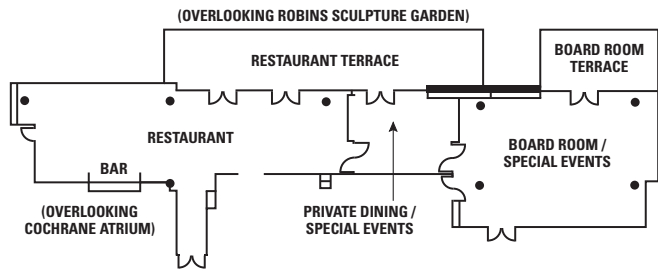 (OVERLOOKING ROBINS SCULPTURE GARDEN)
RESTAURANT TERRACE
BOARD ROOM
TERRACE
RESTAURANT
BOARD ROOM /
SPECIAL EVENTS
BAR
(OVERLOOKING
COCHRANE ATRIUM)
PRIVATE DINING /
SPECIAL EVENTS